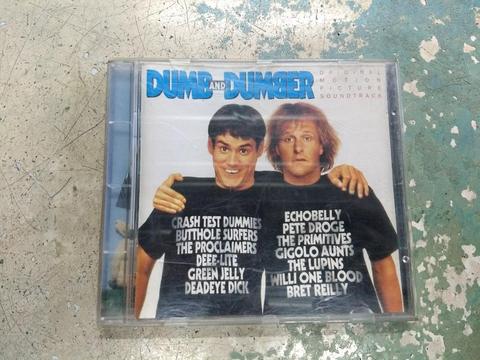 DUMB AND DUMBER
ORIGINAL
MOTION
PICTURE
SOUNDTRACK
CRASH TEST DUMMIES
BUTTHOLE SURFERS
THE PROCLAIMERS
DEEE-LITE
GREEN JELLY
DEADEYE DICK
ECHOBELLY
PETE DROGE
THE PRIMITIVES
GIGOLO AUNTS
THE LUPINS
WILLI ONE BLOOD
BRET REILLY